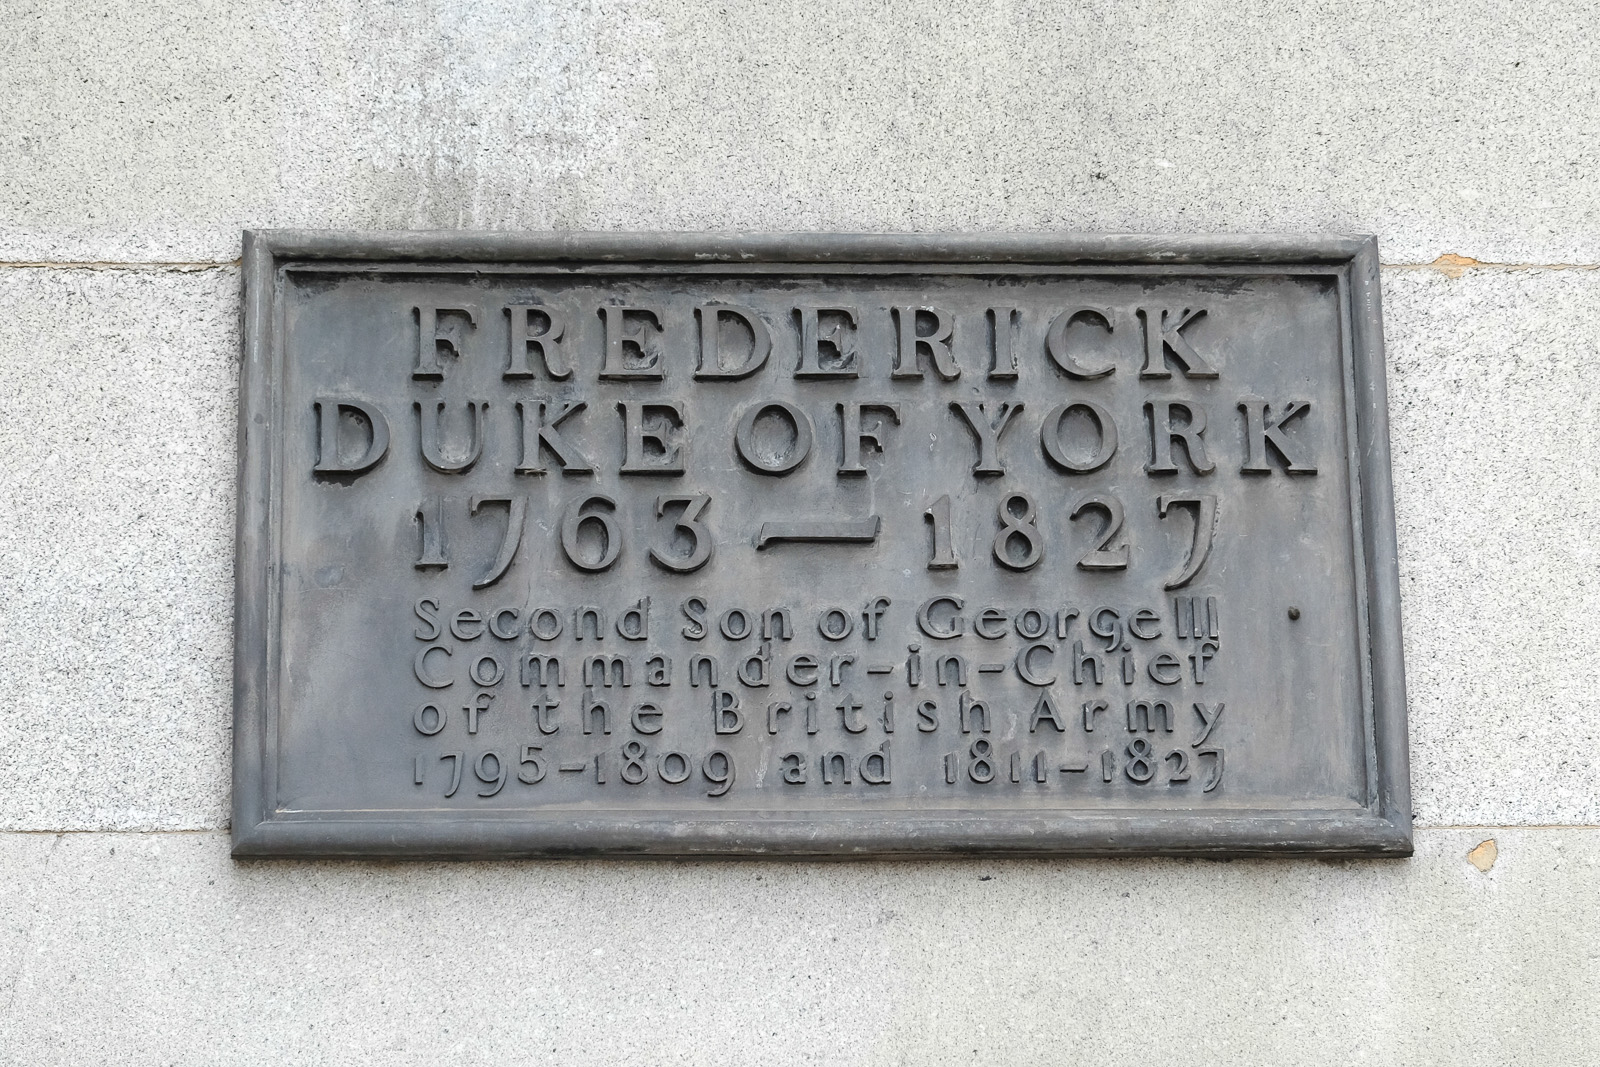 FREDERICK
DUKE OF YORK
1763 — 1827
Second Son of George III
Commander-in-Chief
of the British Army
1795-1809 and 1811-1827